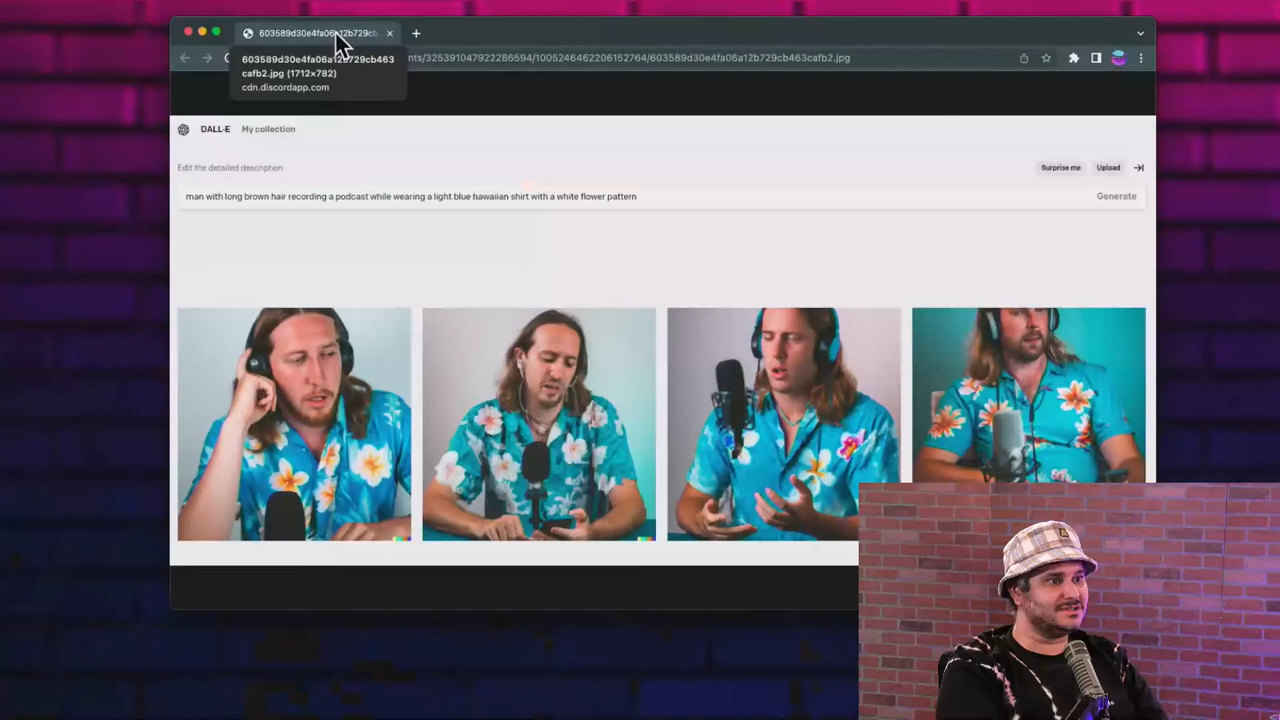 603589d30e4fa06a12b729cb
nts/325391047922286594/1005246462206152764/603589d30e4fa06a12b729cb463cafb2.jpg
603589d30e4fa06a12b729cb463
cafb2.jpg (1712×782)
cdn.discordapp.com
DALL·E My collection
Edit the detailed description
Surprise me Upload
man with long brown hair recording a podcast while wearing a light blue hawaiian shirt with a white flower pattern
Generate